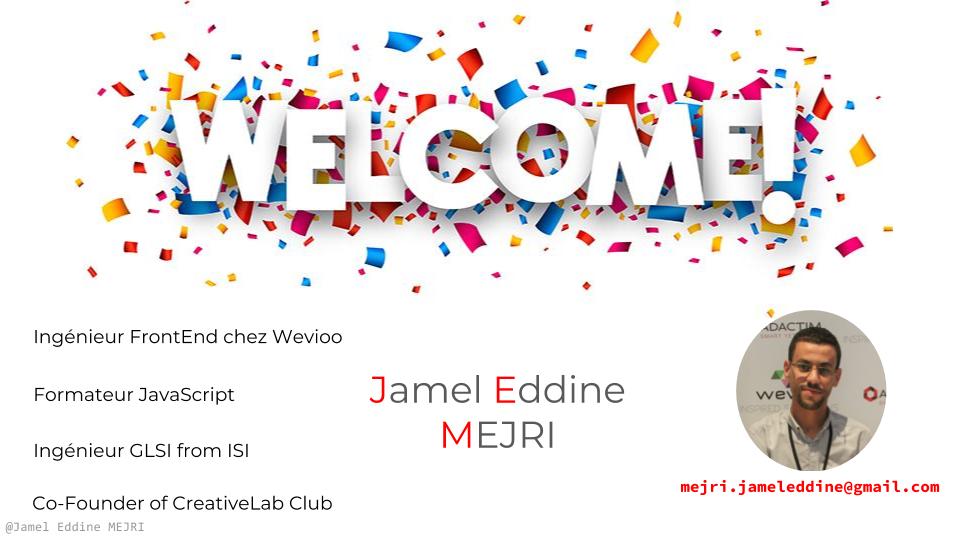 WELCOME!
Ingénieur FrontEnd chez Wevioo
Formateur JavaScript
Ingénieur GLSI from ISI
Co-Founder of CreativeLab Club
Jamel Eddine
MEJRI
ADACTIM
mejri.jameleddine@gmail.com
@Jamel Eddine MEJRI